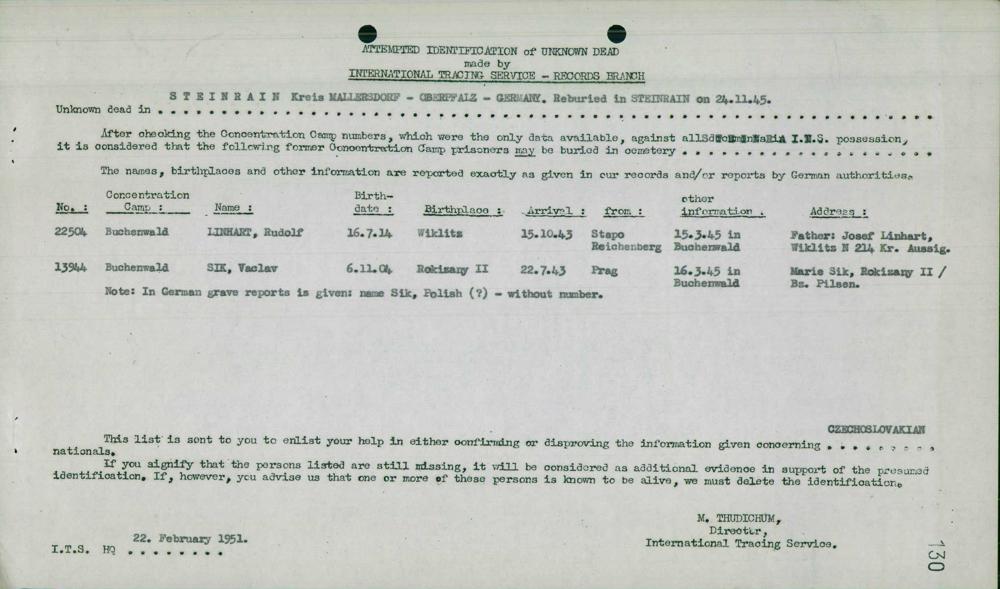 ATTEMPTED IDENTIFICATION of UNKNOWN DEAD
made by
INTERNATIONAL TRACING SERVICE - RECORDS BRANCH
S T E I N R A I N Kreis MALLERSDORF - OBERPFALZ - GERMANY. Reburied in STEINRAIN on 24.11.45.
Unknown dead in . . . . . . . . . . . . . . . . . . . . . . . . . . . . . . . . . . . . . . . . . . . . . . . .
After checking the Concentration Camp numbers, which were the only data available, against all in I.T.S. possession,
it is considered that the following former Concentration Camp prisoners may be buried in cemetery . . . . . . . . . . . . . . . .
The names, birthplaces and other information are reported exactly as given in our records and/or reports by German authorities.
No. : Concentration Camp : Name : Birth-date : Birthplace : Arrival : from : other information : Address :
22504 Buchenwald LINHART, Rudolf 16.7.14 Wiklitz 15.10.43 Stapo 15.3.45 in Father: Josef Linhart,
Reichenberg Buchenwald Wiklitz N 214 Kr. Aussig.
13944 Buchenwald SIK, Vaclav 6.11.04 Rokizany II 22.7.43 Prag 16.3.45 in Marie Sik, Rokizany II /
Buchenwald Bz. Pilsen.
Note: In German grave reports is given: name Sik, Polish (?) - without number.
CZECHOSLOVAKIAN
This list is sent to you to enlist your help in either confirming or disproving the information given concerning . . . . . . . .
nationals.
If you signify that the persons listed are still missing, it will be considered as additional evidence in support of the presumed
identification. If, however, you advise us that one or more of these persons is known to be alive, we must delete the identification.
M. THUDICHUM,
Director,
International Tracing Service.
22. February 1951.
I.T.S. HQ . . . . . . . .
130